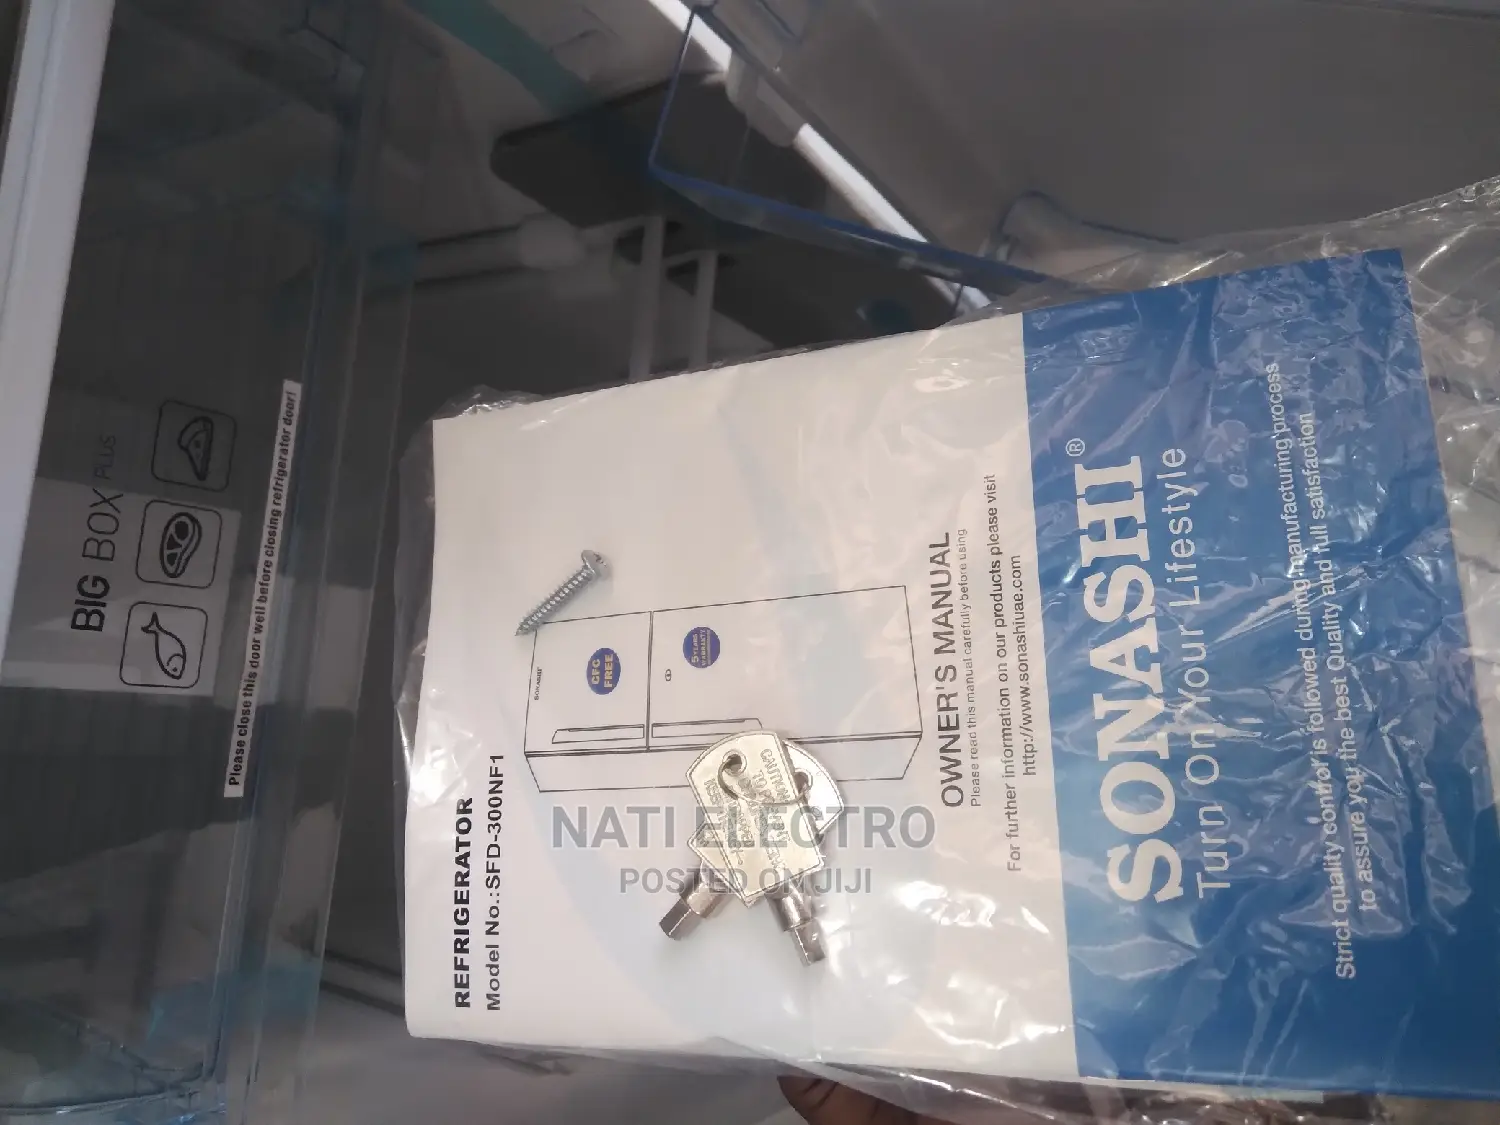 BIG BOX PLUS
Please close this door well before closing refrigerator door!
REFRIGERATOR
Model No.:SFD-300NF1
CFC
FREE
5 YEARS
WARRANTY
OWNER'S MANUAL
Please read this manual carefully before using
For further information on our products please visit
http://www.sonashiuae.com
SONASHI®
Turn On Your Lifestyle
Strict quality control is followed during manufacturing process
to assure you the best Quality and full satisfaction
NATI ELECTRO
POSTED ON JIJI